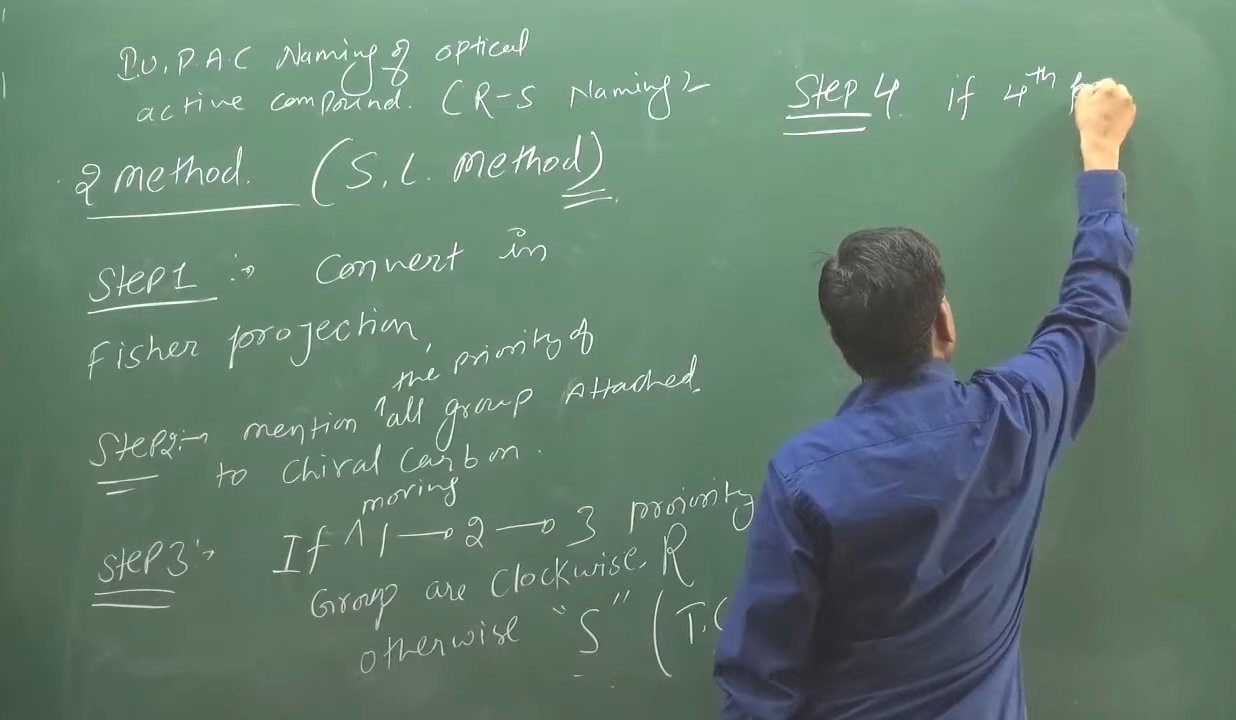 I.U.P.A.C Naming of optical
active compound. (R-S Naming)
2 method. (S.L. method)
Step1 :→ Convert in
Fisher projection,
the priority of
Step2:→ mention ^ all group Attached
to Chiral Carbon.
moving
Step3:→ If ^ 1→2→3 priority
Group are Clockwise, R
otherwise "S" (T.C
Step 4. if 4th